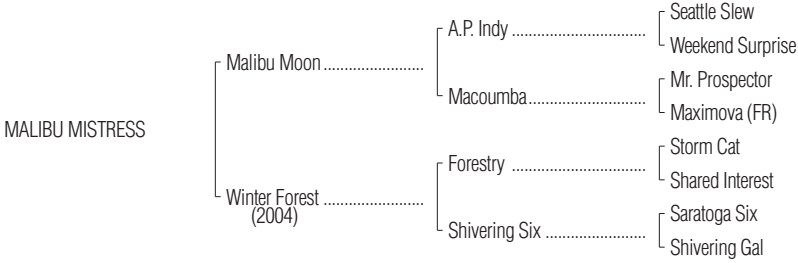 Seattle Slew
A.P. Indy ................................
Weekend Surprise
Malibu Moon ........................
Mr. Prospector
Macoumba............................
Maximova (FR)
MALIBU MISTRESS
Storm Cat
Forestry ................................
Shared Interest
Winter Forest ........................
(2004)
Saratoga Six
Shivering Six ........................
Shivering Gal